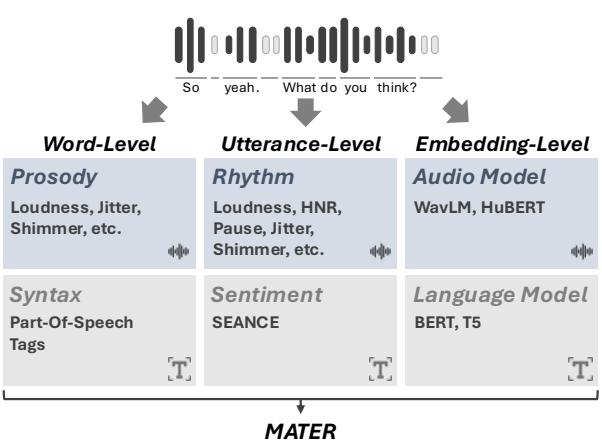 So yeah. What do you think?
Word-Level Utterance-Level Embedding-Level
Prosody
Loudness, Jitter,
Shimmer, etc.
Rhythm
Loudness, HNR,
Pause, Jitter,
Shimmer, etc.
Audio Model
WavLM, HuBERT
Syntax
Part-Of-Speech
Tags
T
Sentiment
SEANCE
T
Language Model
BERT, T5
T
MATER